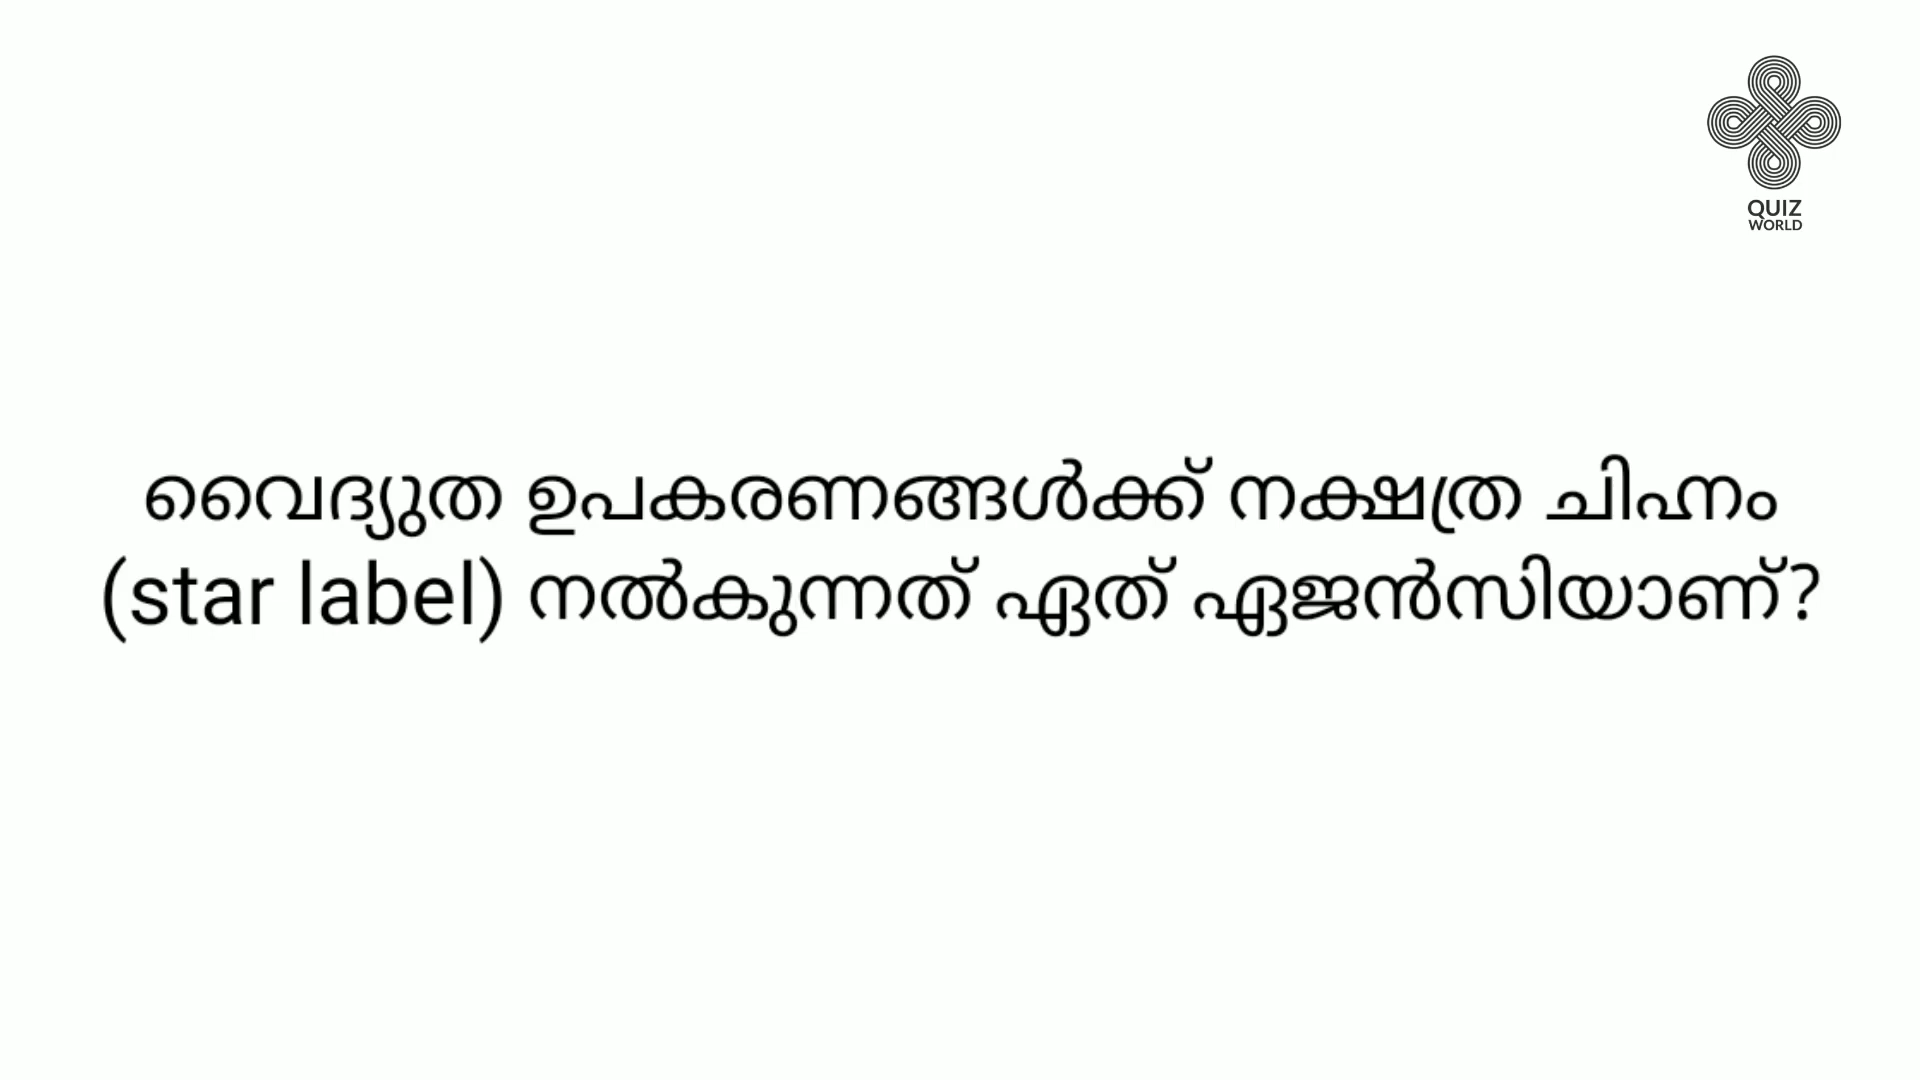 QUIZ
WORLD
വൈദ്യുത ഉപകരണങ്ങൾക്ക് നക്ഷത്ര ചിഹ്നം
(star label) നൽകുന്നത് ഏത് ഏജൻസിയാണ്?